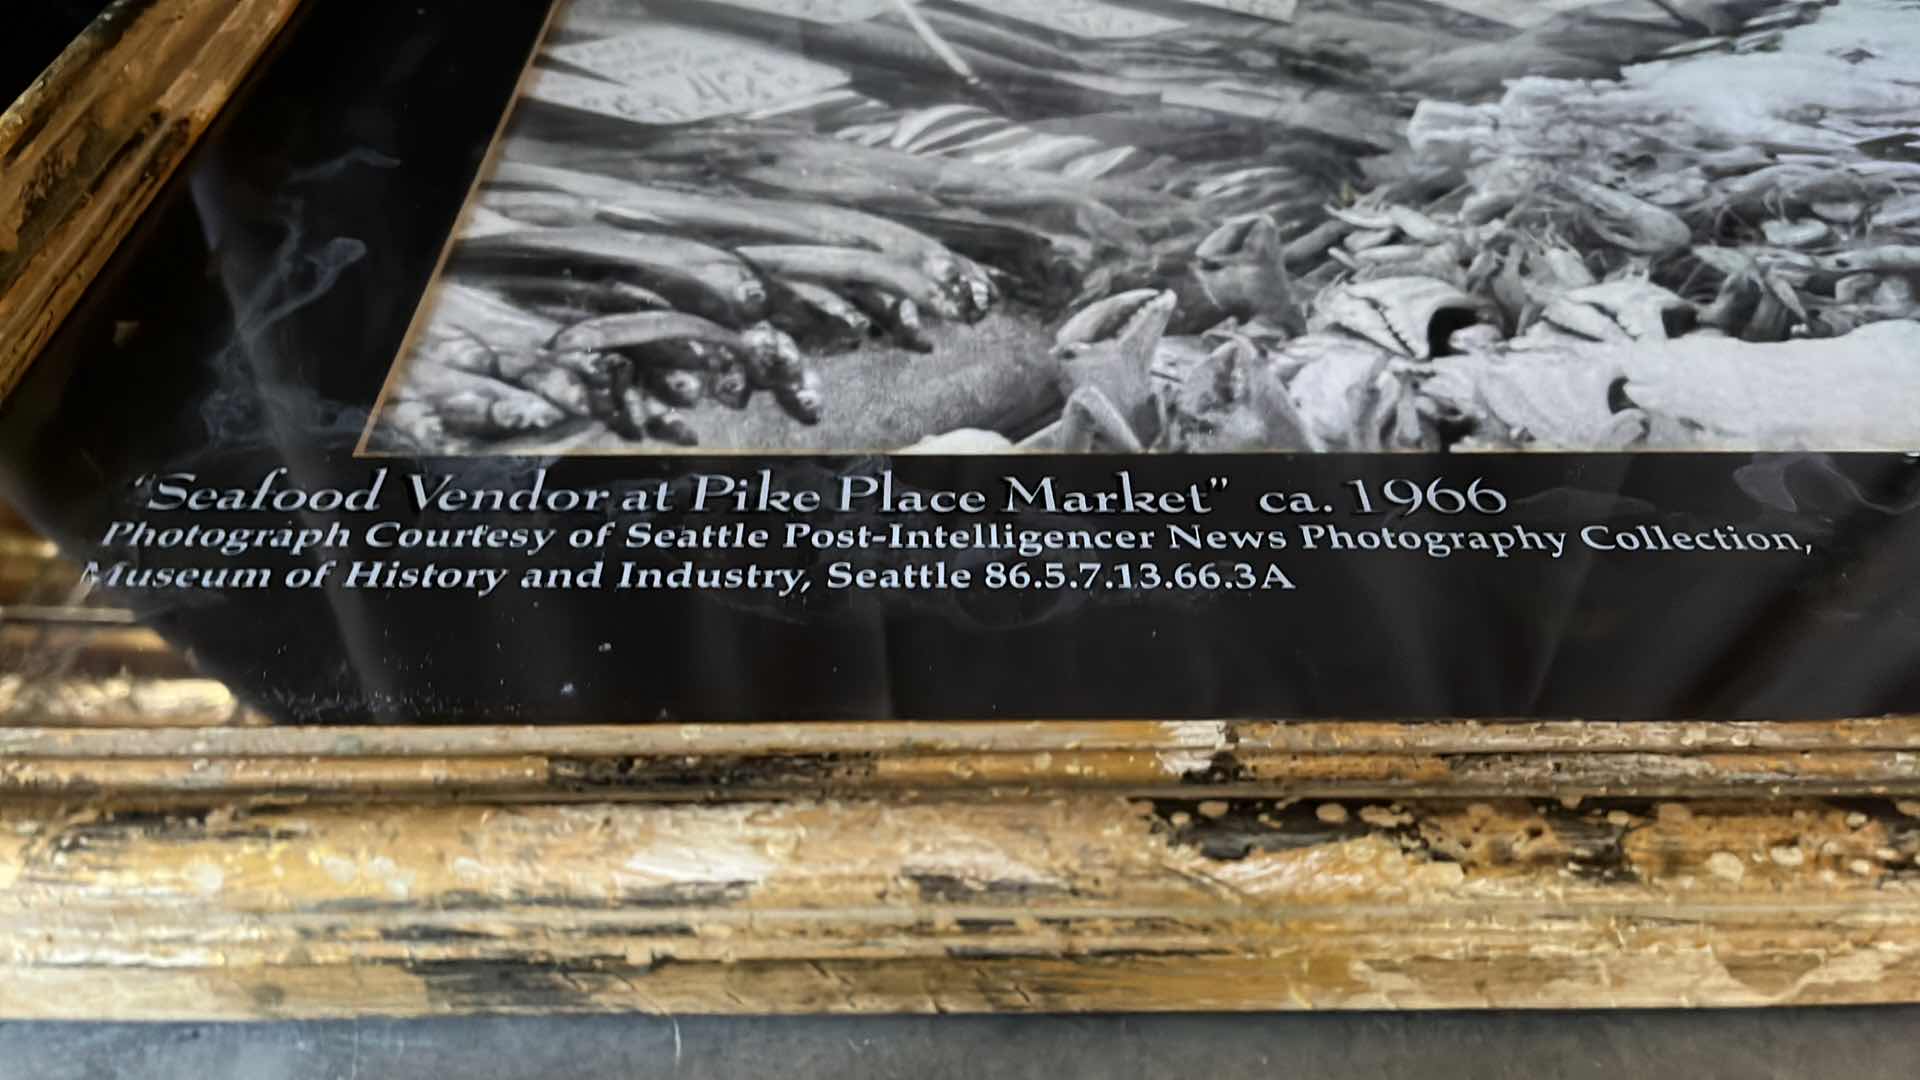 “Seafood Vendor at Pike Place Market” ca. 1966
Photograph Courtesy of Seattle Post-Intelligencer News Photography Collection,
Museum of History and Industry, Seattle 86.5.7.13.66.3A